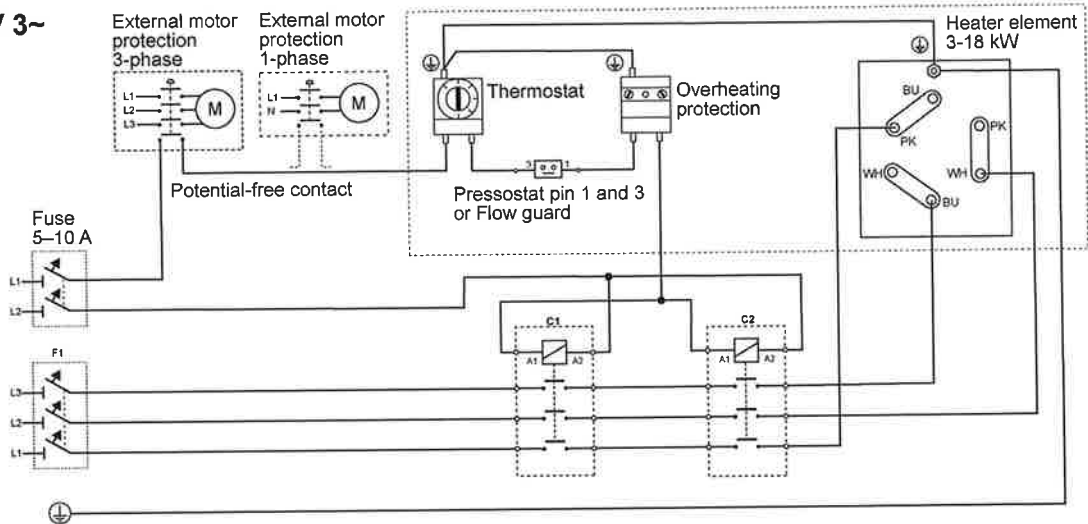 V 3~
External motor
protection
3-phase
L1
L2
L3
M
External motor
protection
1-phase
L1
N
M
Thermostat
Overheating
protection
Heater element
3-18 kW
BU
PK
PK
WH
WH
BU
3
1
Potential-free contact
Pressostat pin 1 and 3
or Flow guard
Fuse
5–10 A
L1
L2
C1
A1
A2
C2
A1
A2
F1
L3
L2
L1